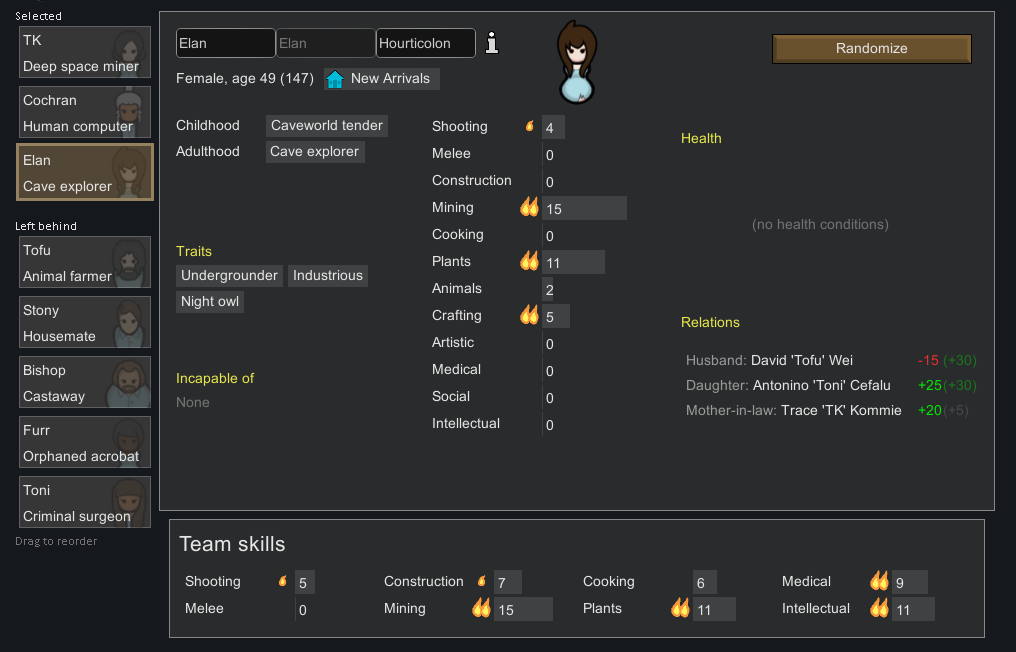 Selected
TK
Deep space miner
Cochran
Human computer
Elan
Cave explorer
Left behind
Tofu
Animal farmer
Stony
Housemate
Bishop
Castaway
Furr
Orphaned acrobat
Toni
Criminal surgeon
Drag to reorder
Elan Elan Hourticolon
Randomize
Female, age 49 (147) New Arrivals
Childhood Caveworld tender
Adulthood Cave explorer
Traits
Undergrounder Industrious
Night owl
Incapable of
None
Shooting 4
Melee 0
Construction 0
Mining 15
Cooking 0
Plants 11
Animals 2
Crafting 5
Artistic 0
Medical 0
Social 0
Intellectual 0
Health
(no health conditions)
Relations
Husband: David 'Tofu' Wei -15 (+30)
Daughter: Antonino 'Toni' Cefalu +25 (+30)
Mother-in-law: Trace 'TK' Kommie +20 (+5)
Team skills
Shooting 5 Construction 7 Cooking 6 Medical 9
Melee 0 Mining 15 Plants 11 Intellectual 11